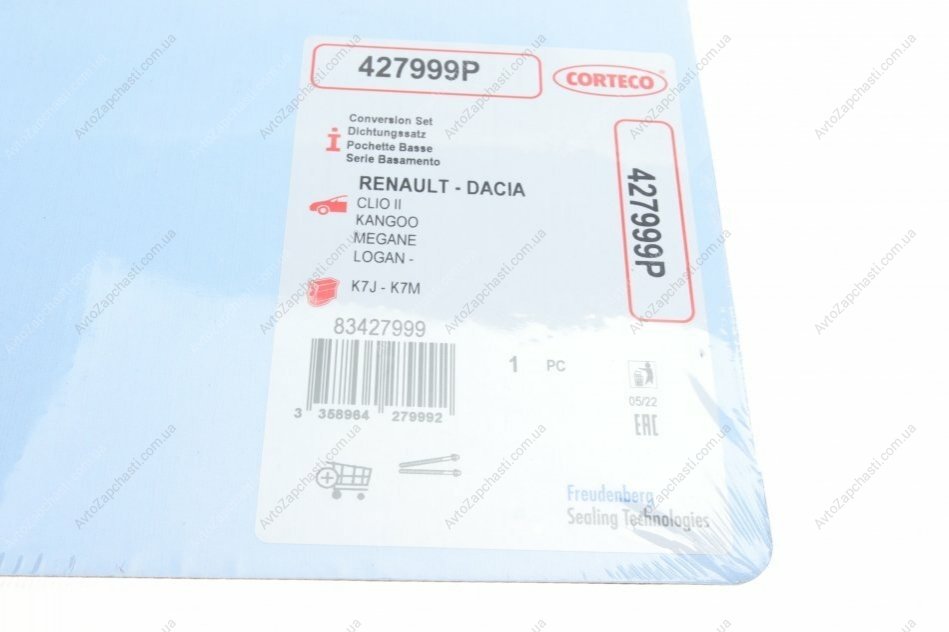 427999P
CORTECO
Conversion Set
Dichtungssatz
Pochette Basse
Serie Basamento
427999P
RENAULT - DACIA
CLIO II
KANGOO
MEGANE
LOGAN -
K7J - K7M
83427999
1 PC
3 358964 279992
05/22
EAC
Freudenberg
Sealing Technologies
AvtoZapchasti.com.ua